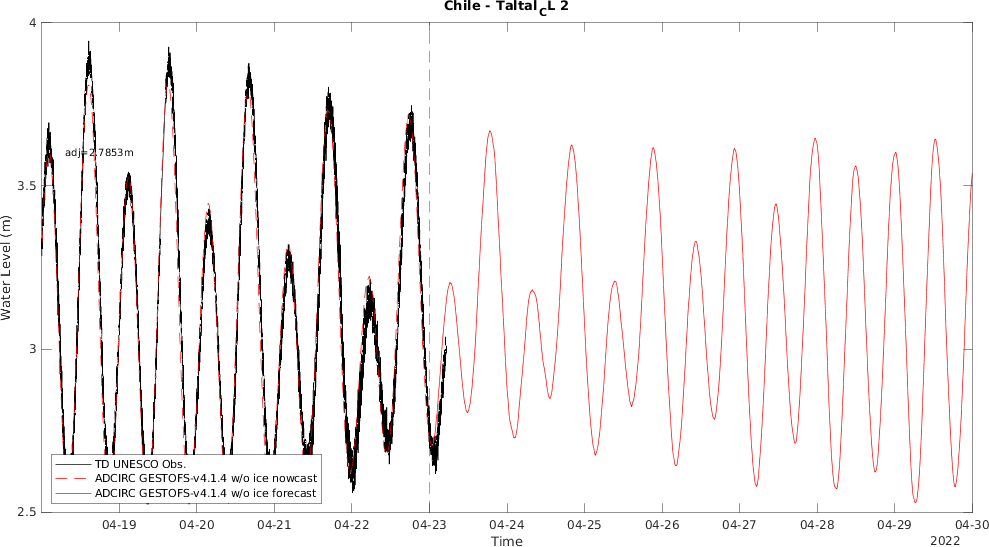 Chile - Taltal_CL 2
4
3.5
3
2.5
Water Level (m)
adj=2.7853m
TD UNESCO Obs.
ADCIRC GESTOFS-v4.1.4 w/o ice nowcast
ADCIRC GESTOFS-v4.1.4 w/o ice forecast
04-19 04-20 04-21 04-22 04-23 04-24 04-25 04-26 04-27 04-28 04-29 04-30
Time
2022